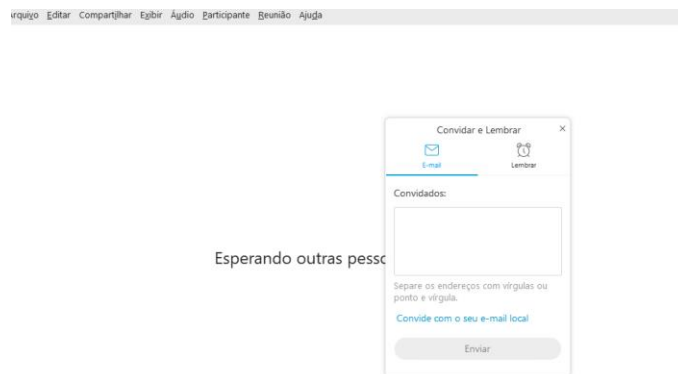 Arquivo Editar Compartilhar Exibir Áudio Participante Reunião Ajuda
Convidar e Lembrar ×
E-mail Lembrar
Convidados:
Esperando outras pesso
Separe os endereços com vírgulas ou
ponto e vírgula.
Convide com o seu e-mail local
Enviar